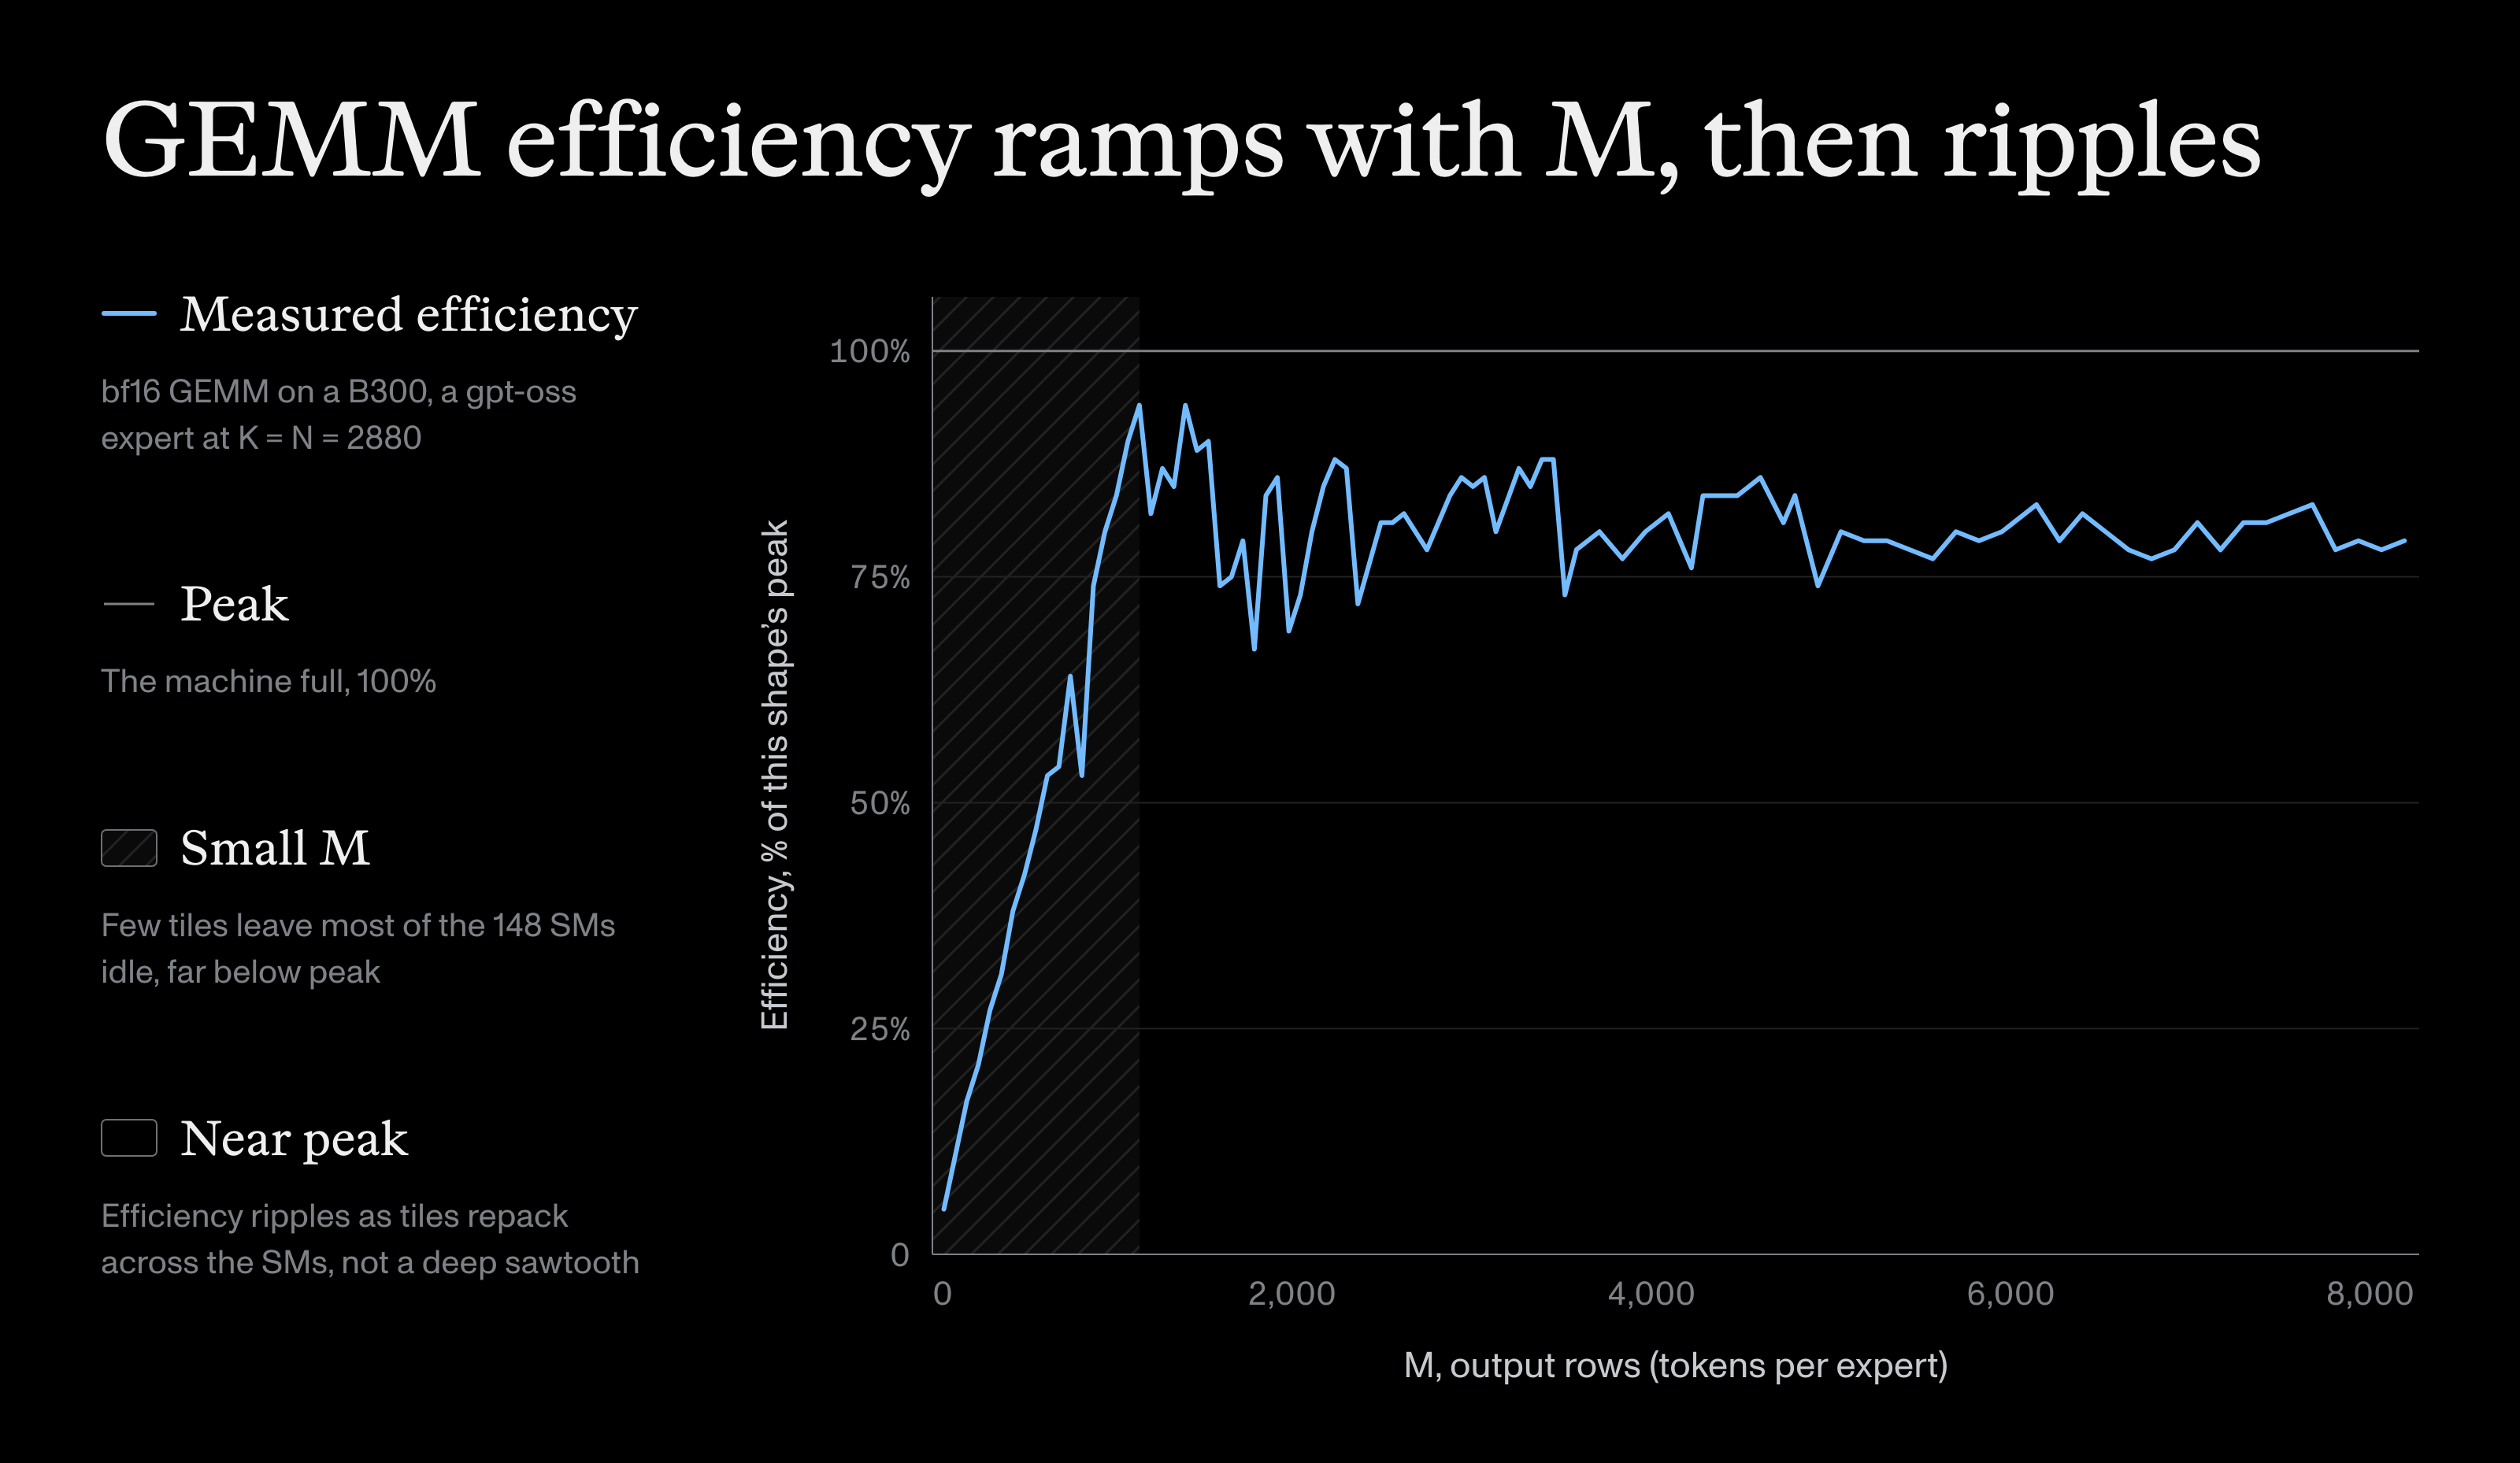 GEMM efficiency ramps with M, then ripples
Measured efficiency
bf16 GEMM on a B300, a gpt-oss
expert at K = N = 2880
Peak
The machine full, 100%
Small M
Few tiles leave most of the 148 SMs
idle, far below peak
Near peak
Efficiency ripples as tiles repack
across the SMs, not a deep sawtooth
Efficiency, % of this shape’s peak
100%
75%
50%
25%
0
0 2,000 4,000 6,000 8,000
M, output rows (tokens per expert)